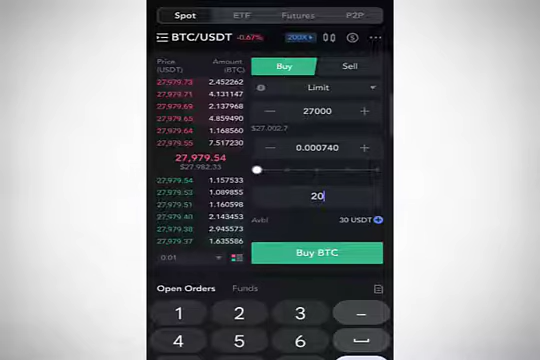 Spot ETF Futures P2P
BTC/USDT -0.67% 200X
Price (USDT) Amount (BTC)
27,979.73 2.452262
27,979.71 4.131147
27,979.69 2.137968
27,979.65 4.859490
27,979.64 1.168560
27,979.55 7.517230
27,979.54
$27,982.33
27,979.54 1.157533
27,979.53 1.089855
27,979.51 1.160598
27,979.40 2.143453
27,979.38 2.945573
27,979.37 1.635586
0.01
Buy Sell
Limit
— 27000 +
$27,002.7
— 0.000740 +
20
Avbl 30 USDT
Buy BTC
Open Orders Funds
1 2 3 –
4 5 6